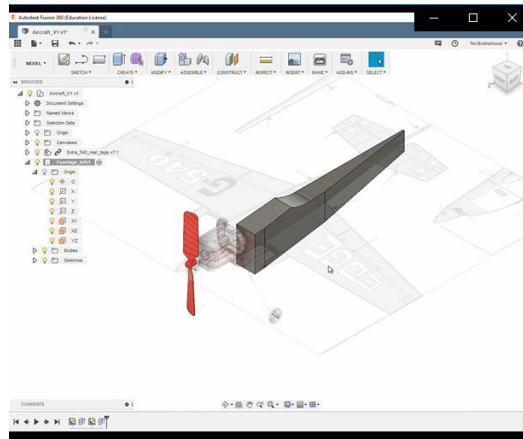 Autodesk Fusion 360 (Education License)
Aircraft_V1 v1*
Tim Brotherhood
MODEL
SKETCH
CREATE
MODIFY
ASSEMBLE
CONSTRUCT
INSPECT
INSERT
MAKE
ADD-INS
SELECT
BROWSER
Aircraft_V1 v1
Document Settings
Named Views
Selection Sets
Origin
Canvases
Extra_540_rear_tags v7:1
Fuselage_left:1
Origin
O
X
Y
Z
XY
XZ
YZ
Bodies
Sketches
G540
EDGE
COMMENTS